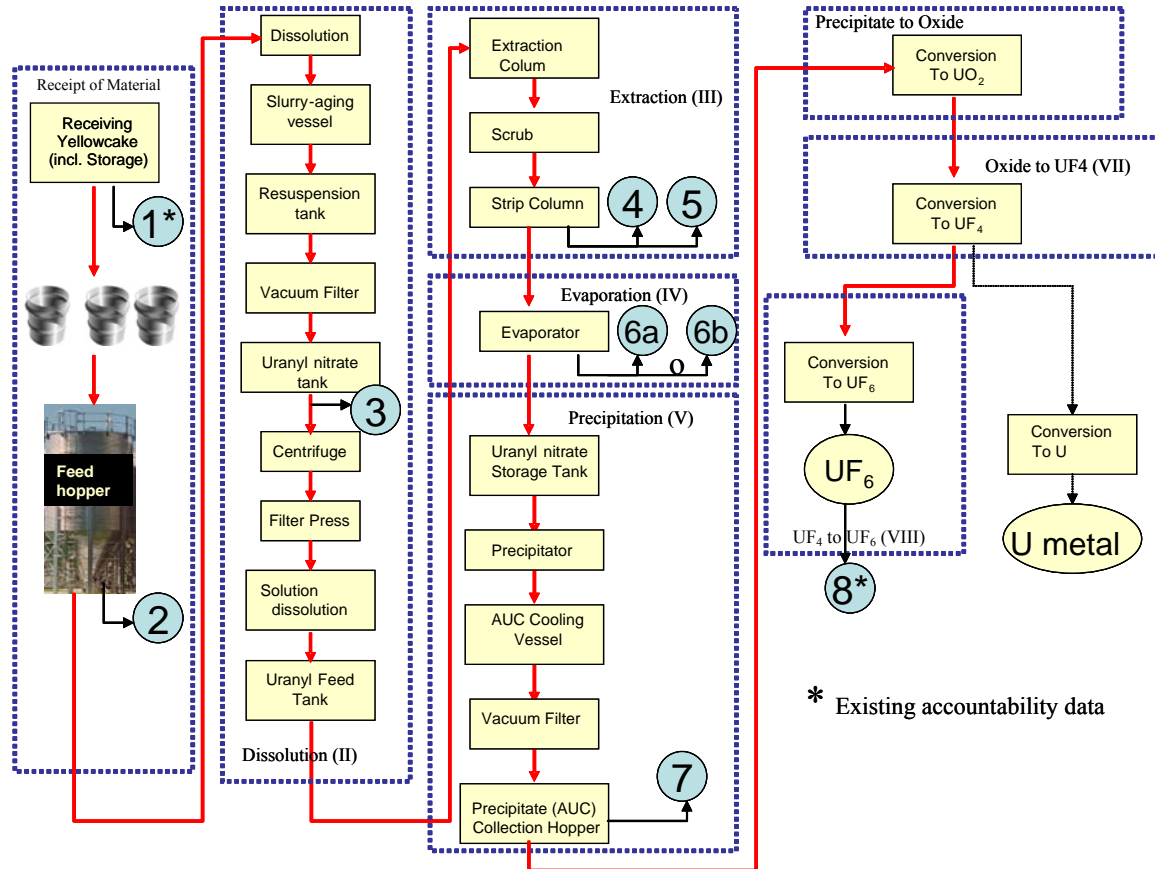 Receipt of Material
Receiving
Yellowcake
(incl. Storage)
1*
Feed
hopper
2
Dissolution
Slurry-aging
vessel
Resuspension
tank
Vacuum Filter
Uranyl nitrate
tank
3
Centrifuge
Filter Press
Solution
dissolution
Uranyl Feed
Tank
Dissolution (II)
Extraction
Colum
Extraction (III)
Scrub
Strip Column
4
5
Evaporation (IV)
Evaporator
6a
o
6b
Precipitation (V)
Uranyl nitrate
Storage Tank
Precipitator
AUC Cooling
Vessel
Vacuum Filter
Precipitate (AUC)
Collection Hopper
7
Precipitate to Oxide
Conversion
To UO2
Oxide to UF4 (VII)
Conversion
To UF4
Conversion
To UF6
UF6
UF4 to UF6 (VIII)
8*
Conversion
To U
U metal
* Existing accountability data